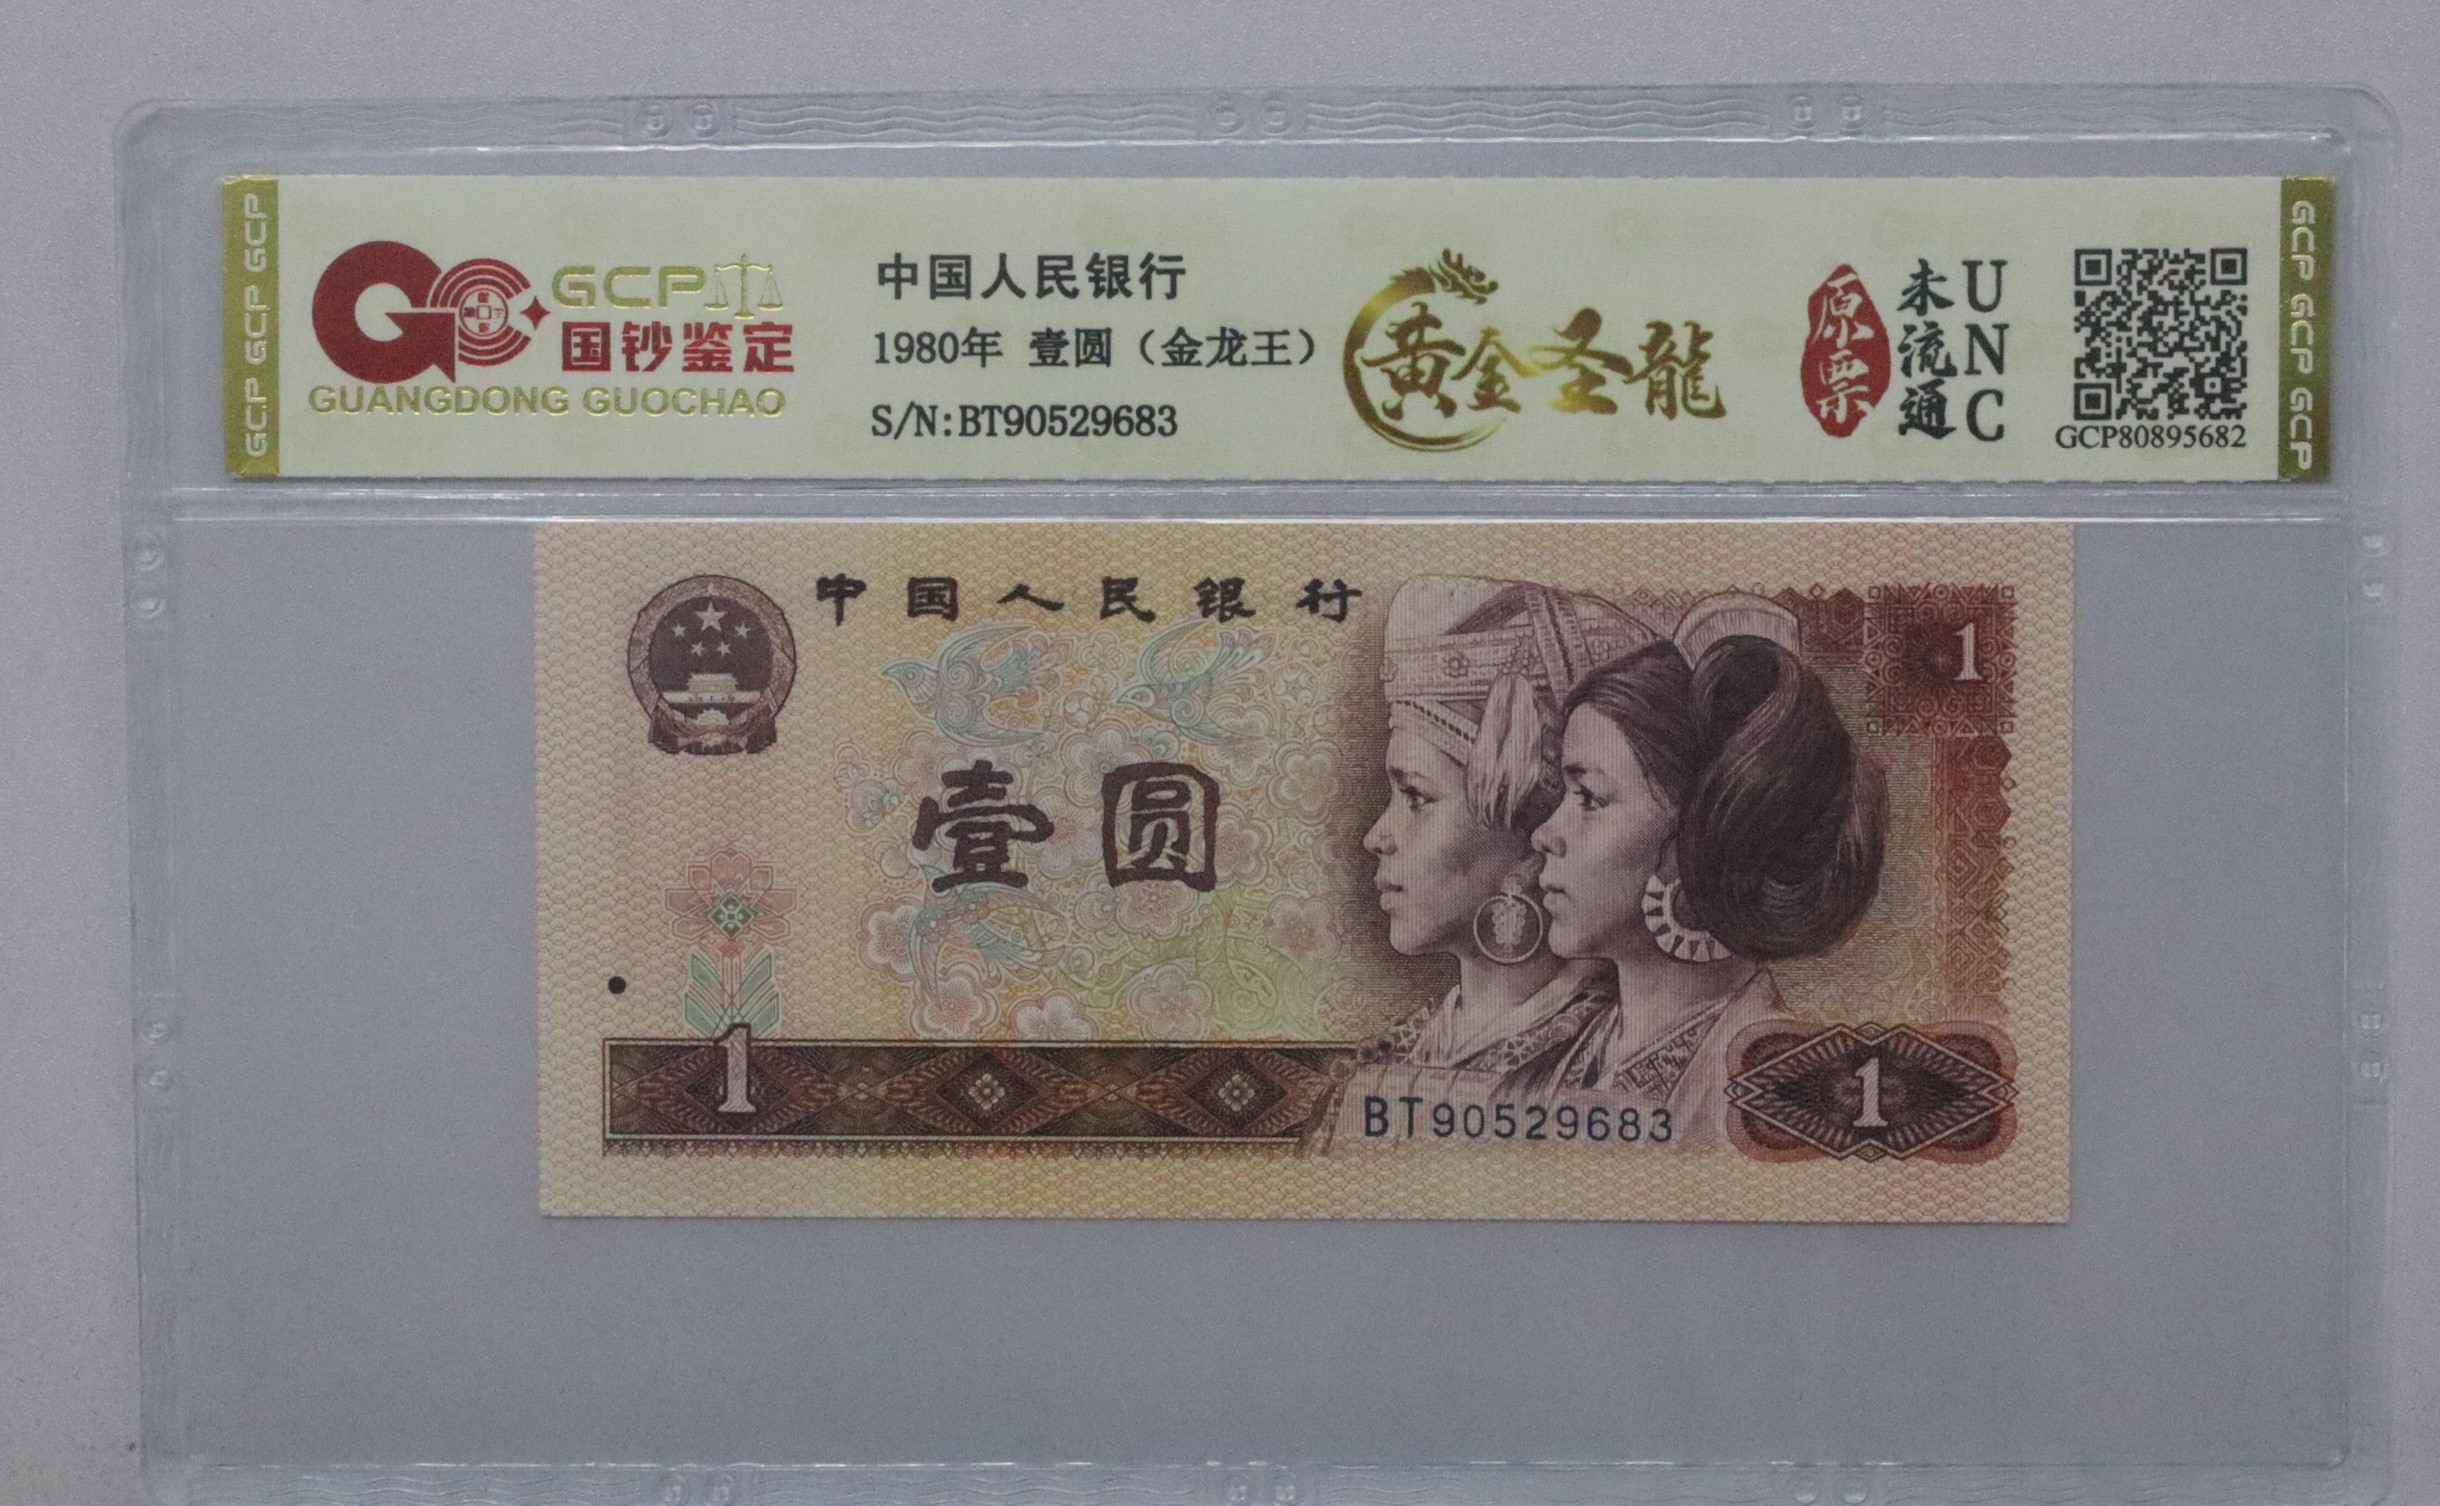 GCP GCP GCP
GCP
国钞鉴定
GUANGDONG GUOCHAO
中国人民银行
1980年 壹圆（金龙王）
S/N:BT90529683
黄金圣龍
原票
未流通
UNC
GCP80895682
GCP GCP GCP
中国人民银行
1
壹圆
1
BT90529683
1